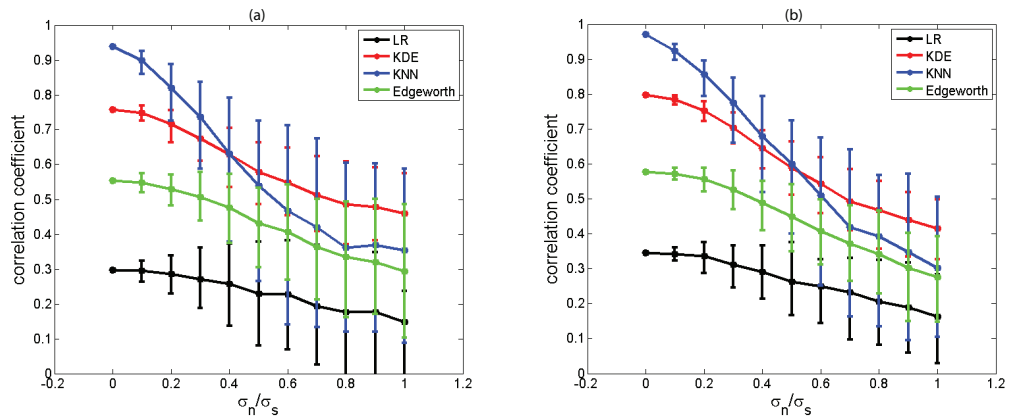 (a)
correlation coefficient
1
0.9
0.8
0.7
0.6
0.5
0.4
0.3
0.2
0.1
0
-0.2 0 0.2 0.4 0.6 0.8 1 1.2
σn/σs
LR
KDE
KNN
Edgeworth
(b)
correlation coefficient
1
0.9
0.8
0.7
0.6
0.5
0.4
0.3
0.2
0.1
0
-0.2 0 0.2 0.4 0.6 0.8 1 1.2
σn/σs
LR
KDE
KNN
Edgeworth